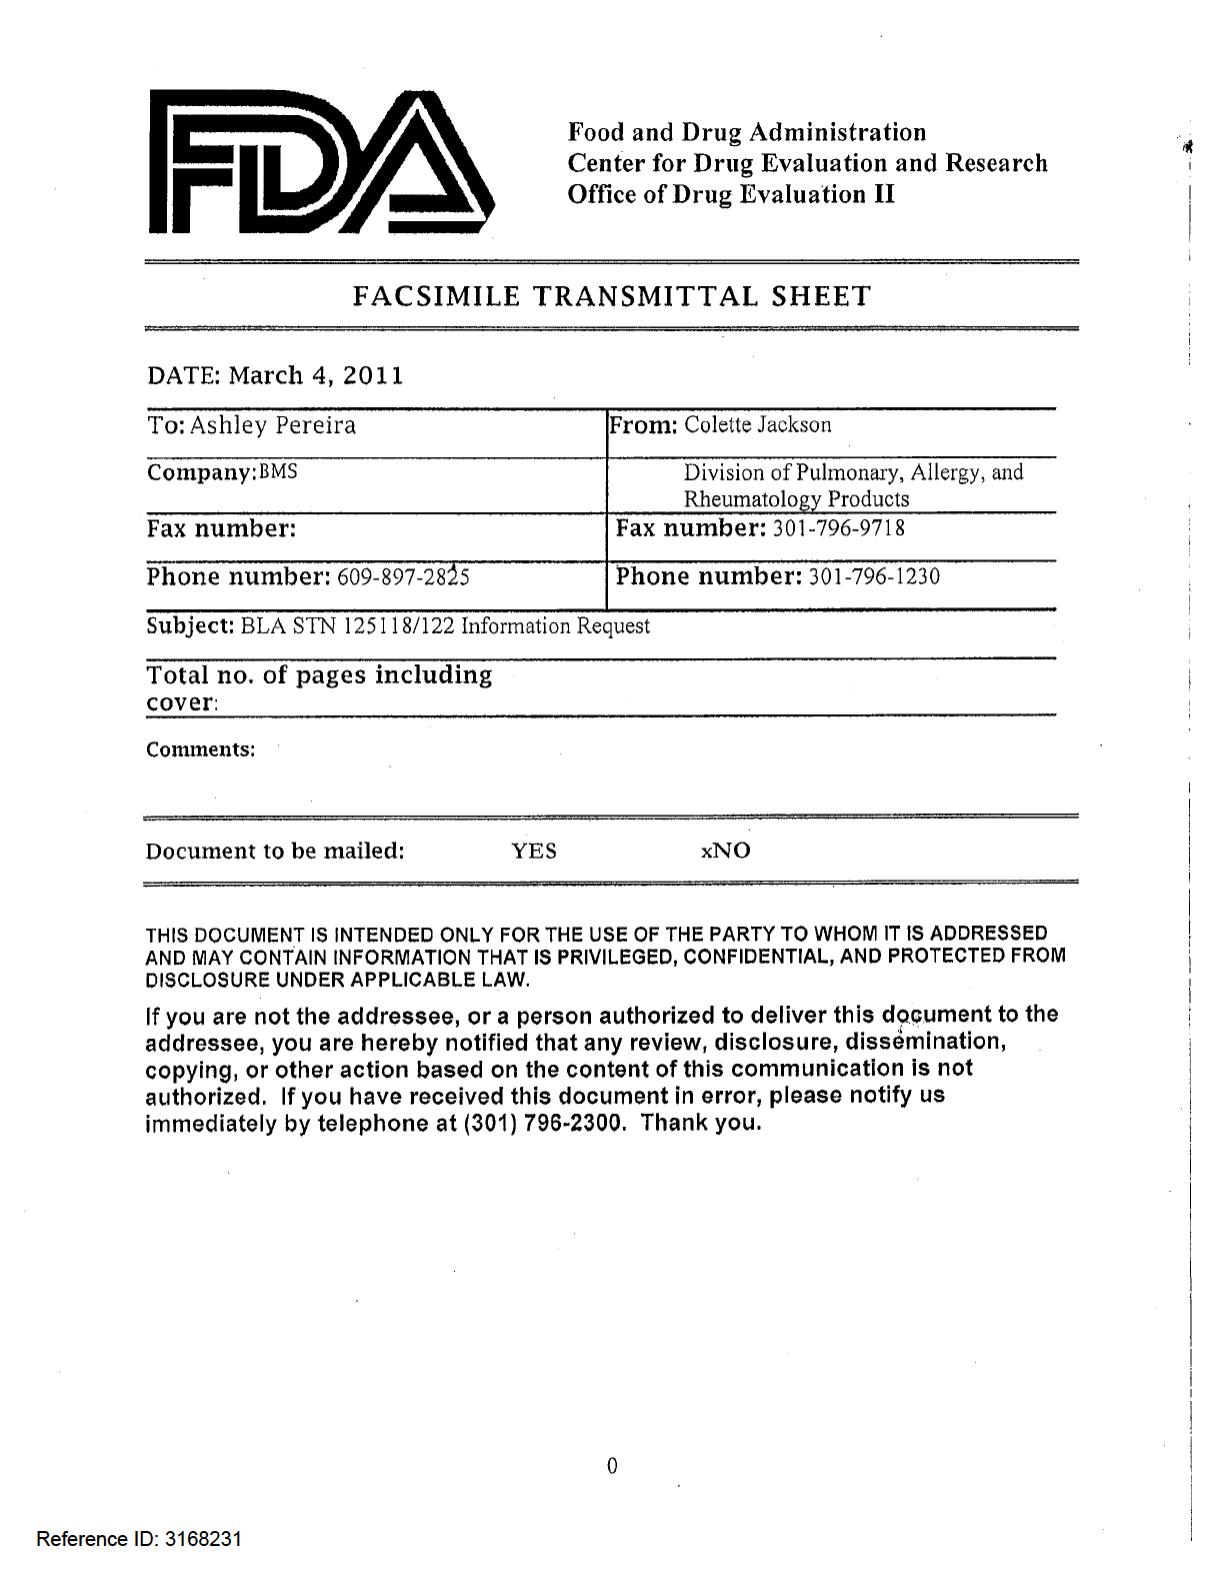 FDA
Food and Drug Administration
Center for Drug Evaluation and Research
Office of Drug Evaluation II
FACSIMILE TRANSMITTAL SHEET
DATE: March 4, 2011
To: Ashley Pereira
From: Colette Jackson
Company:BMS
Division of Pulmonary, Allergy, and
Rheumatology Products
Fax number:
Fax number: 301-796-9718
Phone number: 609-897-2825
Phone number: 301-796-1230
Subject: BLA STN 125118/122 Information Request
Total no. of pages including
cover:
Comments:
Document to be mailed: YES xNO
THIS DOCUMENT IS INTENDED ONLY FOR THE USE OF THE PARTY TO WHOM IT IS ADDRESSED
AND MAY CONTAIN INFORMATION THAT IS PRIVILEGED, CONFIDENTIAL, AND PROTECTED FROM
DISCLOSURE UNDER APPLICABLE LAW.
If you are not the addressee, or a person authorized to deliver this document to the
addressee, you are hereby notified that any review, disclosure, dissemination,
copying, or other action based on the content of this communication is not
authorized. If you have received this document in error, please notify us
immediately by telephone at (301) 796-2300. Thank you.
0
Reference ID: 3168231